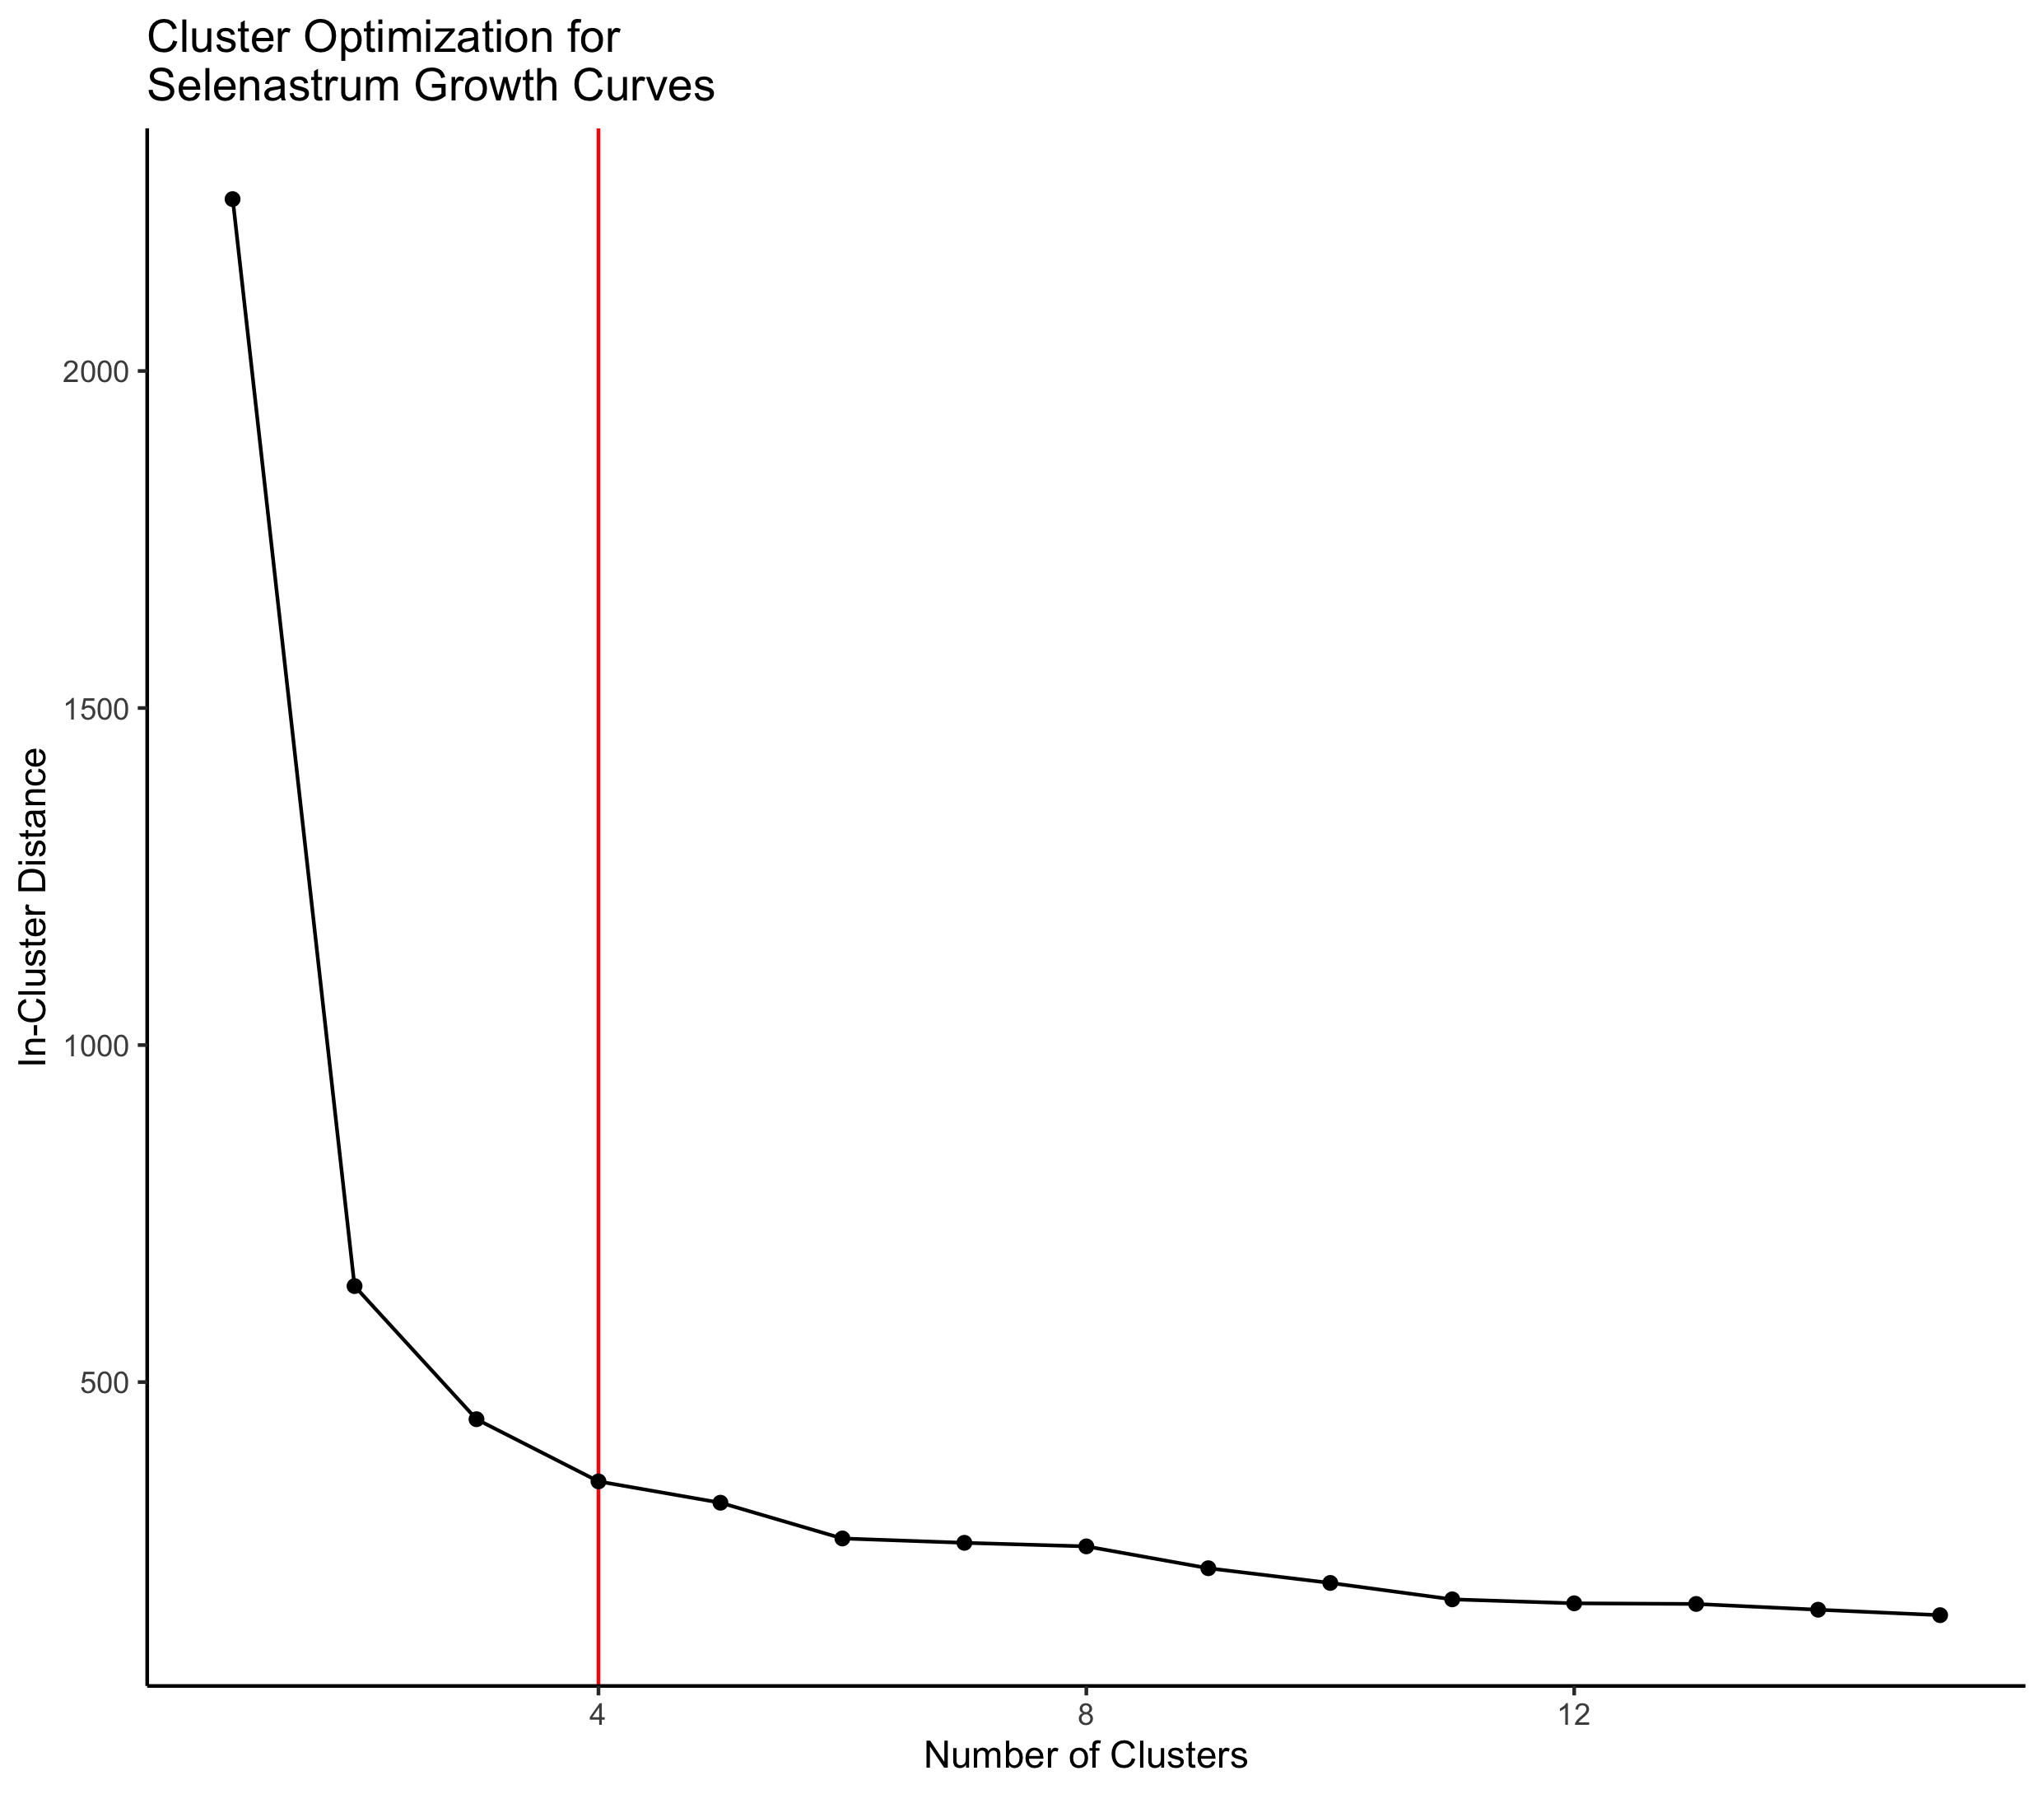 Cluster Optimization for
Selenastrum Growth Curves
In-Cluster Distance
2000
1500
1000
500
4 8 12
Number of Clusters